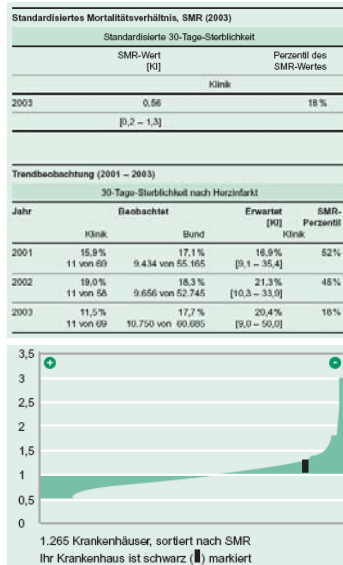 Standardisiertes Mortalitätsverhältnis, SMR (2003)
Standardisierte 30-Tage-Sterblichkeit
SMR-Wert Perzentil des
[KI] SMR-Wertes
Klinik
2003 0,56 18 %
[0,2 – 1,3]
Trendbeobachtung (2001 – 2003)
30-Tage-Sterblichkeit nach Herzinfarkt
Jahr Beobachtet Erwartet SMR-
[KI] Perzentil
Klinik Bund Klinik
2001 15,9% 17,1% 16,9% 52%
11 von 69 9.434 von 55.165 [9,1 – 35,4]
2002 19,0% 18,3% 21,3% 45%
11 von 58 9.656 von 52.745 [10,3 – 33,9]
2003 11,5% 17,7% 20,4% 18%
11 von 69 10.750 von 60.685 [9,0 – 50,0]
3,5 + -
3
2,5
2
1,5
1
0,5
0
1.265 Krankenhäuser, sortiert nach SMR
Ihr Krankenhaus ist schwarz () markiert